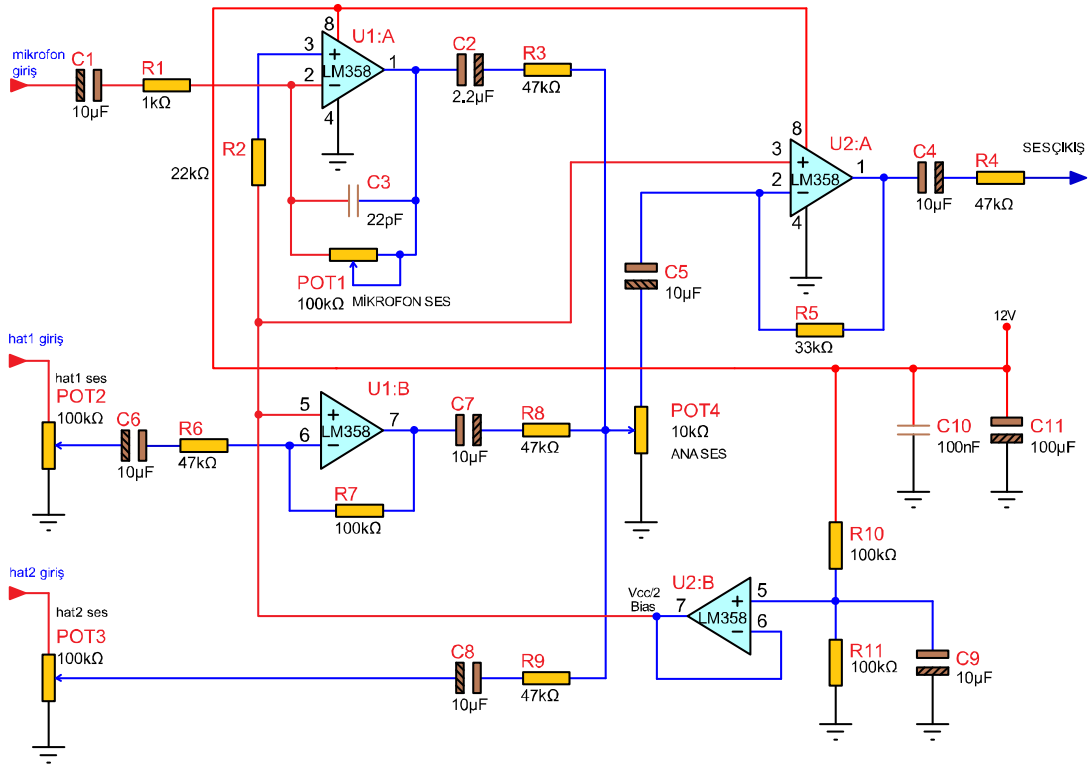 mikrofon
giriş
C1
10µF
R1
1kΩ
R2
22kΩ
8
3
2
1
4
U1:A
LM358
C2
2.2µF
R3
47kΩ
C3
22pF
POT1
100kΩ
MİKROFON SES
8
3
2
1
4
U2:A
LM358
C4
10µF
R4
47kΩ
SESÇIKIŞ
C5
10µF
R5
33kΩ
12V
hat1 giriş
hat1 ses
POT2
100kΩ
C6
10µF
R6
47kΩ
U1:B
5
6
7
LM358
R7
100kΩ
C7
10µF
R8
47kΩ
POT4
10kΩ
ANA SES
C10
100nF
C11
100µF
R10
100kΩ
hat2 giriş
hat2 ses
POT3
100kΩ
C8
10µF
R9
47kΩ
Vcc/2
Bias
U2:B
7
5
6
LM358
R11
100kΩ
C9
10µF